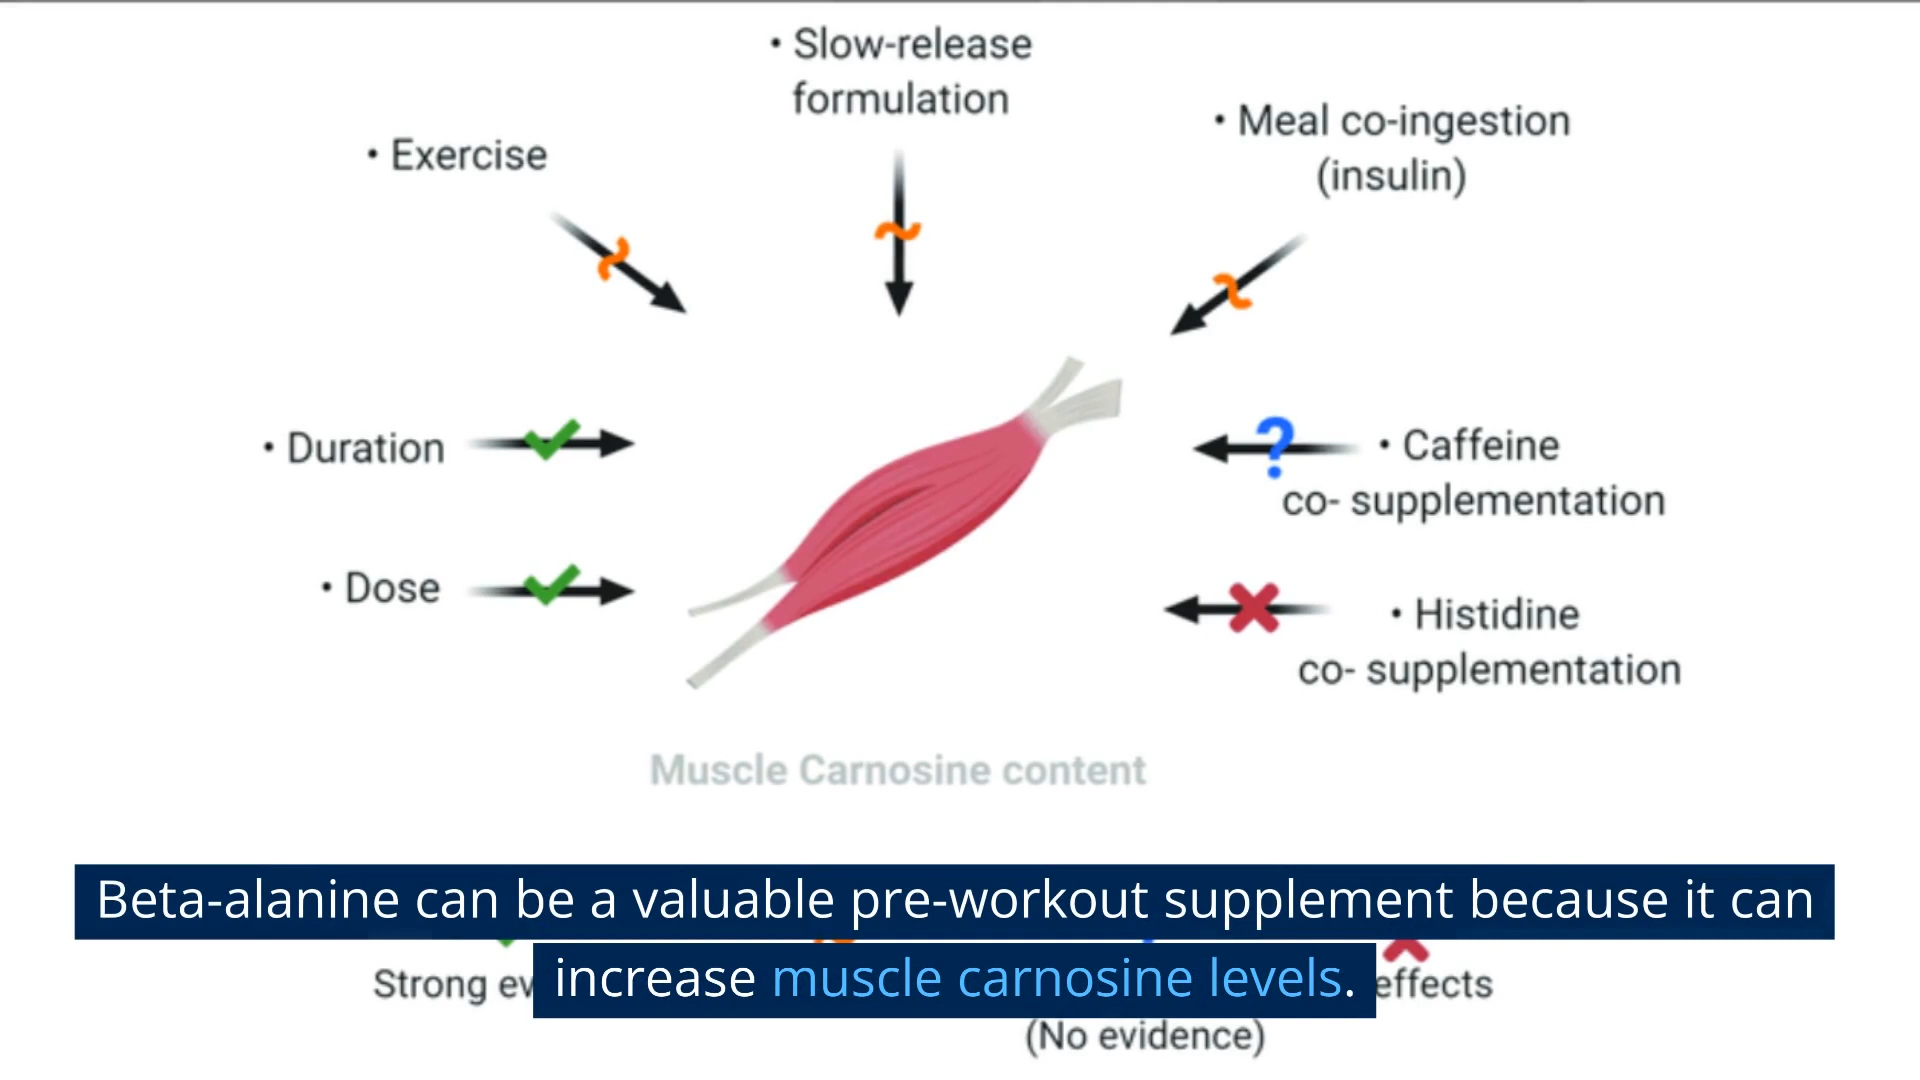 • Slow-release
formulation
• Meal co-ingestion
(insulin)
• Exercise
• Duration
• Caffeine
co- supplementation
• Dose
• Histidine
co- supplementation
Muscle Carnosine content
Beta-alanine can be a valuable pre-workout supplement because it can
increase muscle carnosine levels.
Strong
effects
(No evidence)